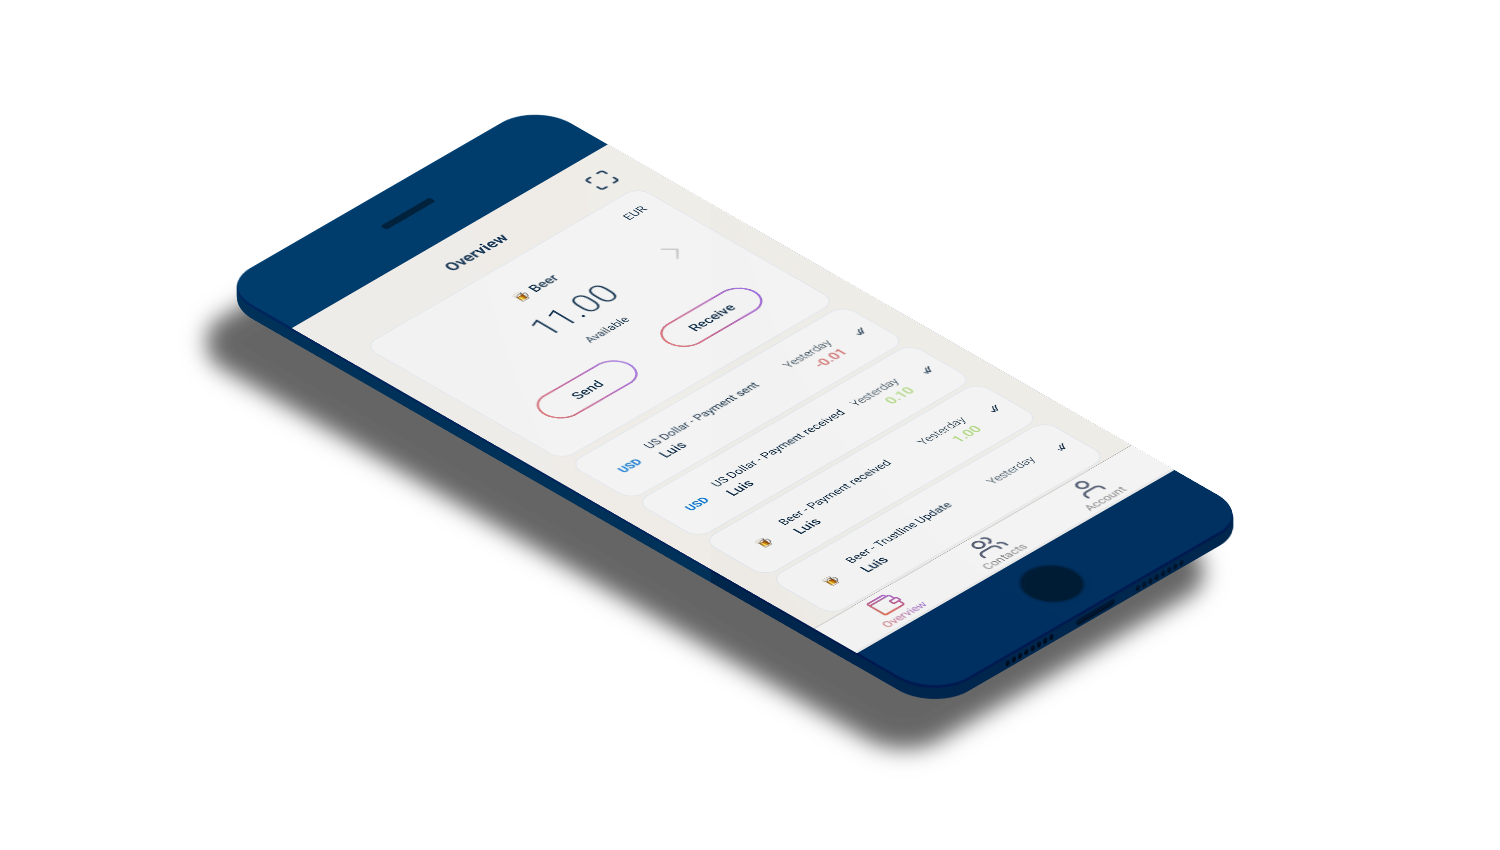 Overview
EUR
Beer
11.00
Available
Send
Receive
USD
US Dollar - Payment sent
Yesterday
Luis
-0.01
USD
US Dollar - Payment received
Yesterday
Luis
0.10
Beer - Payment received
Yesterday
Luis
1.00
Beer - Trustline Update
Yesterday
Luis
Overview
Contacts
Account